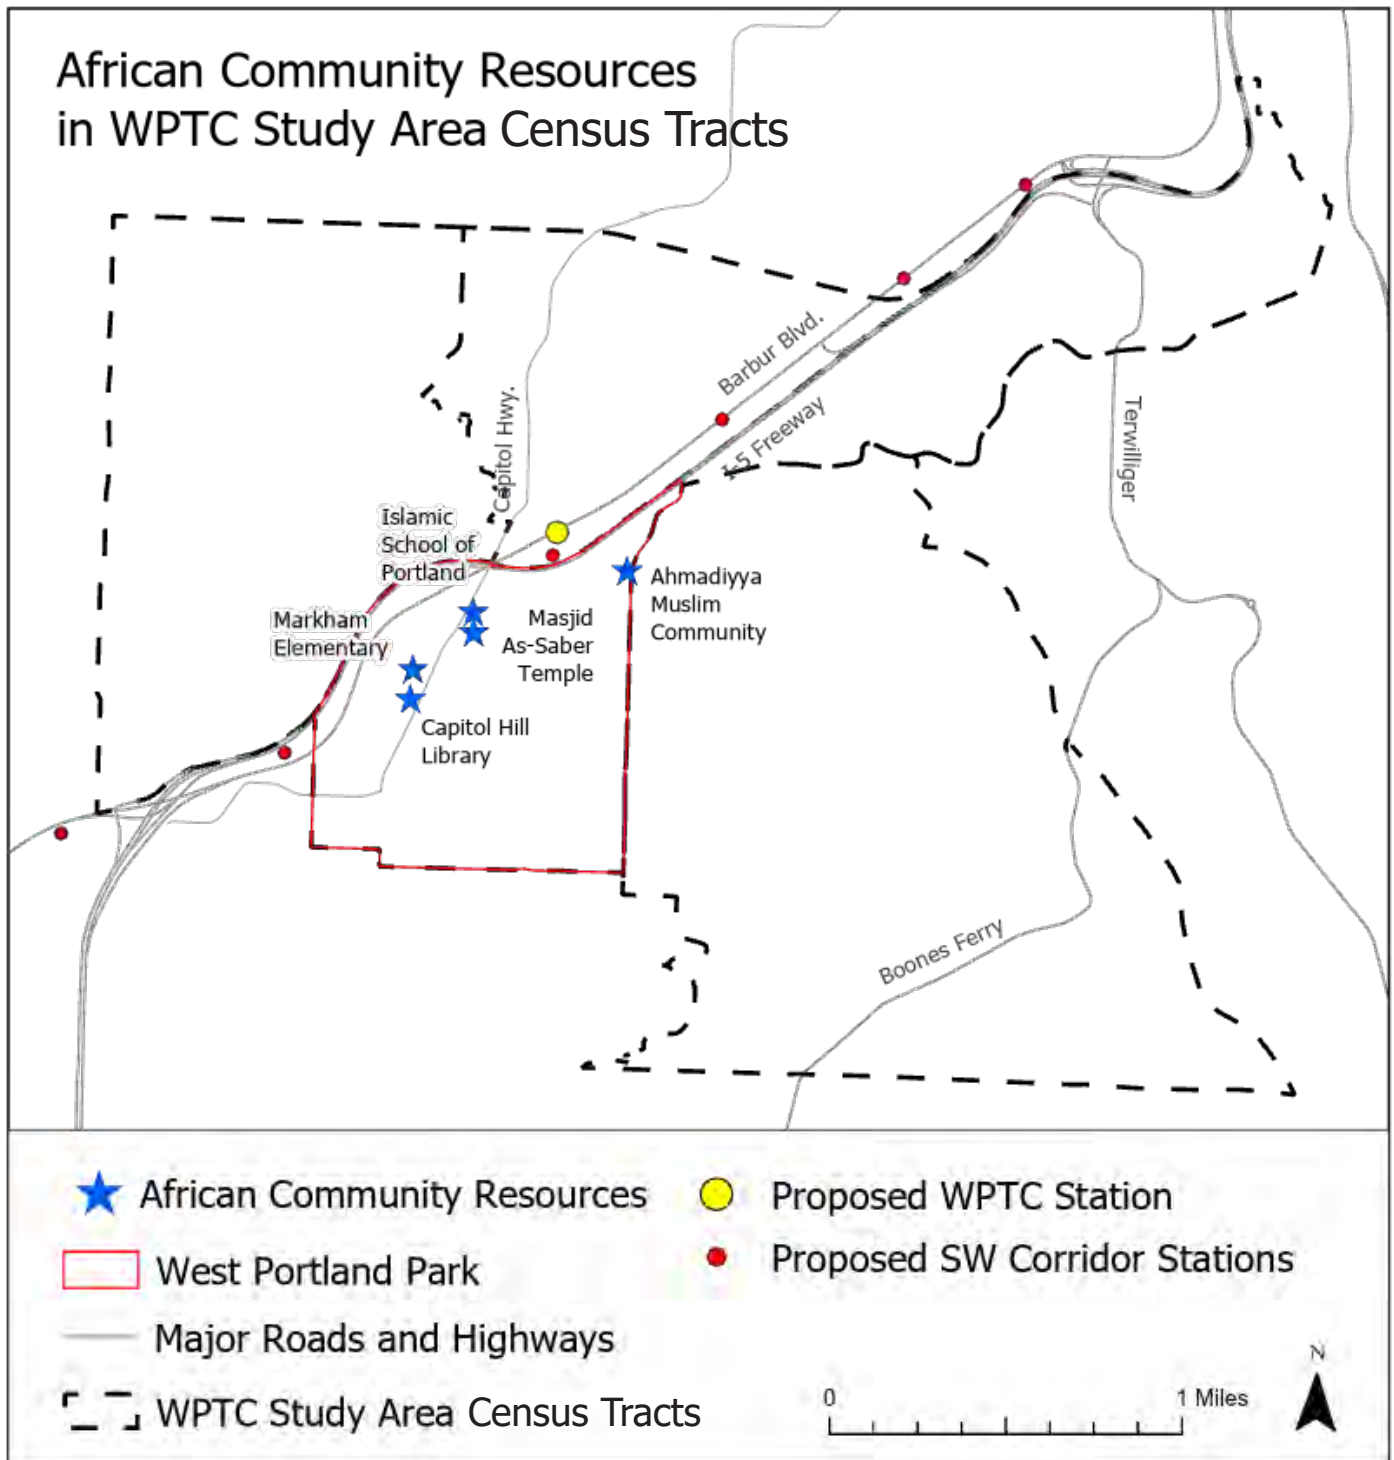 African Community Resources
in WPTC Study Area Census Tracts
Barbur Blvd.
I-5 Freeway
Capitol Hwy.
Terwilliger
Islamic
School of
Portland
Ahmadiyya
Muslim
Community
Markham
Elementary
Masjid
As-Saber
Temple
Capitol Hill
Library
Boones Ferry
African Community Resources
Proposed WPTC Station
West Portland Park
Proposed SW Corridor Stations
Major Roads and Highways
WPTC Study Area Census Tracts
0
1 Miles
N